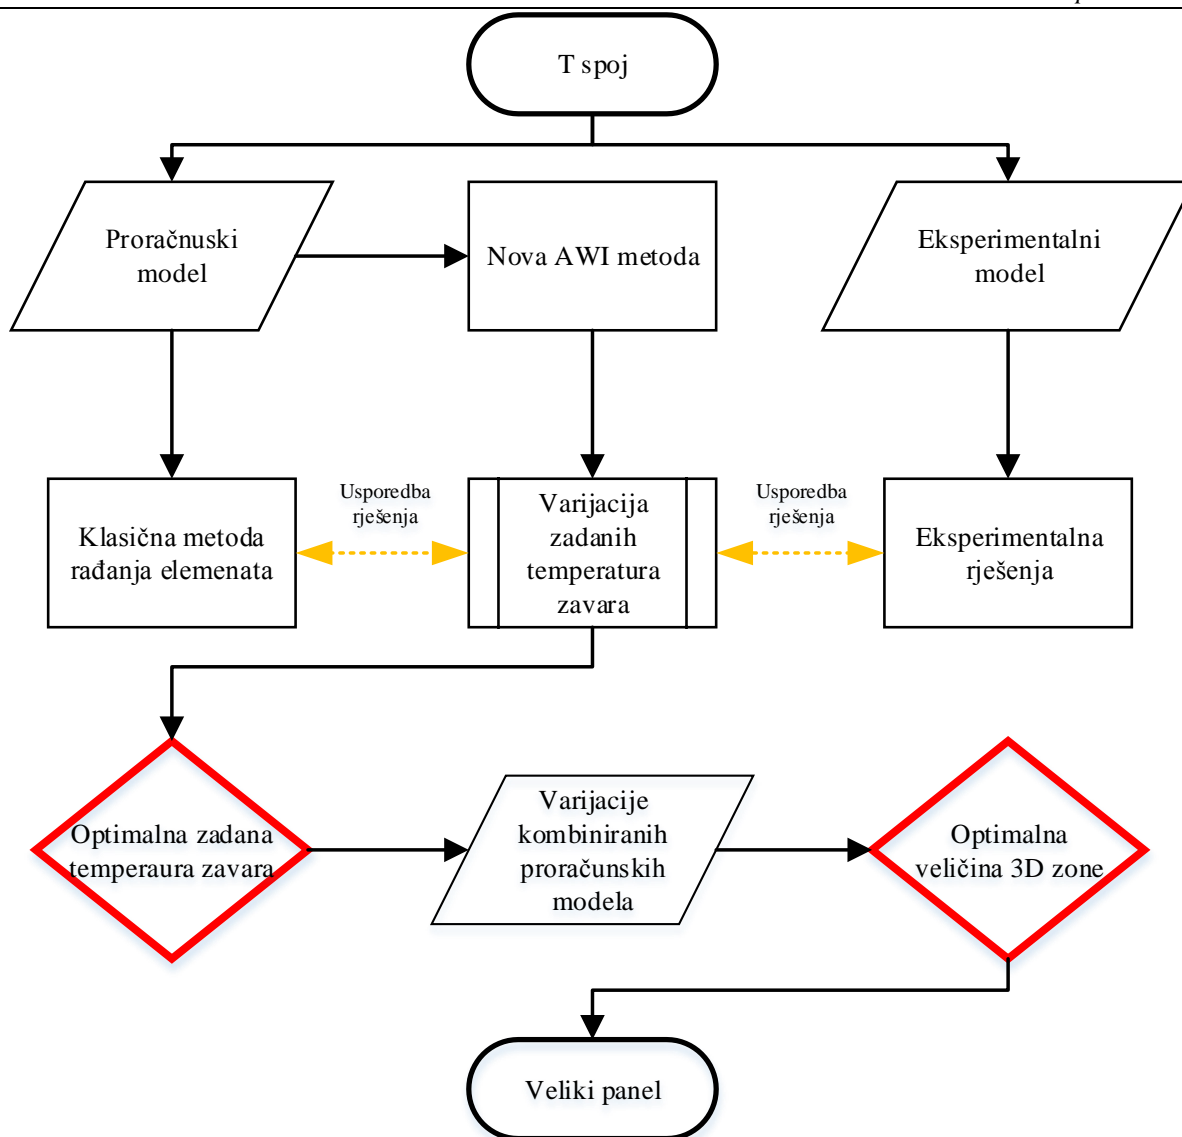 T spoj
Proračnuski
model
Nova AWI metoda
Eksperimentalni
model
Usporedba
rješenja
Usporedba
rješenja
Klasična metoda
rađanja elemenata
Varijacija
zadanih
temperatura
zavara
Eksperimentalna
rješenja
Optimalna zadana
temperaura zavara
Varijacije
kombiniranih
proračunskih
modela
Optimalna
veličina 3D zone
Veliki panel